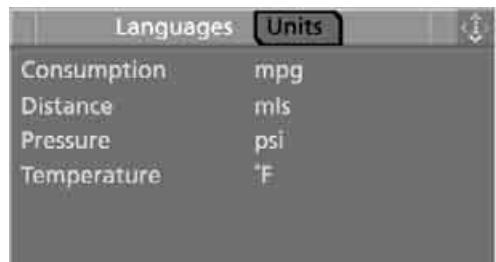 Languages Units
Consumption mpg
Distance mls
Pressure psi
Temperature °F